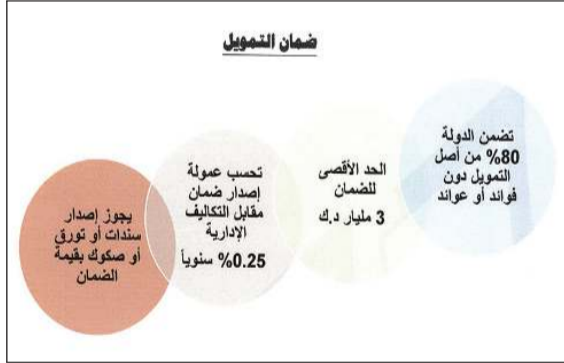 ضمان التمويل
تضمن الدولة
80% من أصل
التمويل دون
فوائد أو عوائد
الحد الأقصى
للضمان
3 مليار د.ك
تحسب عمولة
إصدار ضمان
مقابل التكاليف
الإدارية
0.25% سنوياً
يجوز إصدار
سندات أو تورق
أو صكوك بقيمة
الضمان